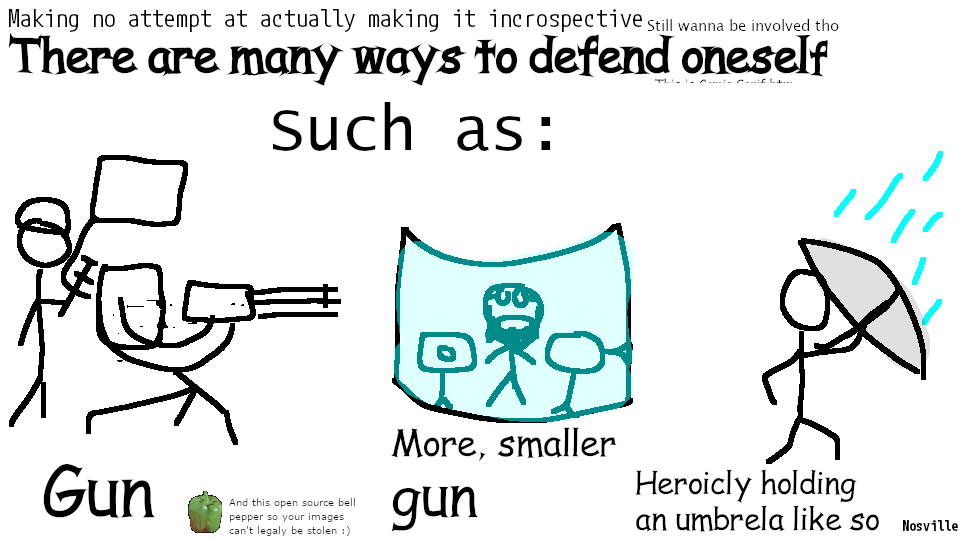 Making no attempt at actually making it incrospective
Still wanna be involved tho
There are many ways to defend oneself
Such as:
More, smaller
gun
Gun
And this open source bell
pepper so your images
can't legaly be stolen :)
Heroicly holding
an umbrela like so
Nosville